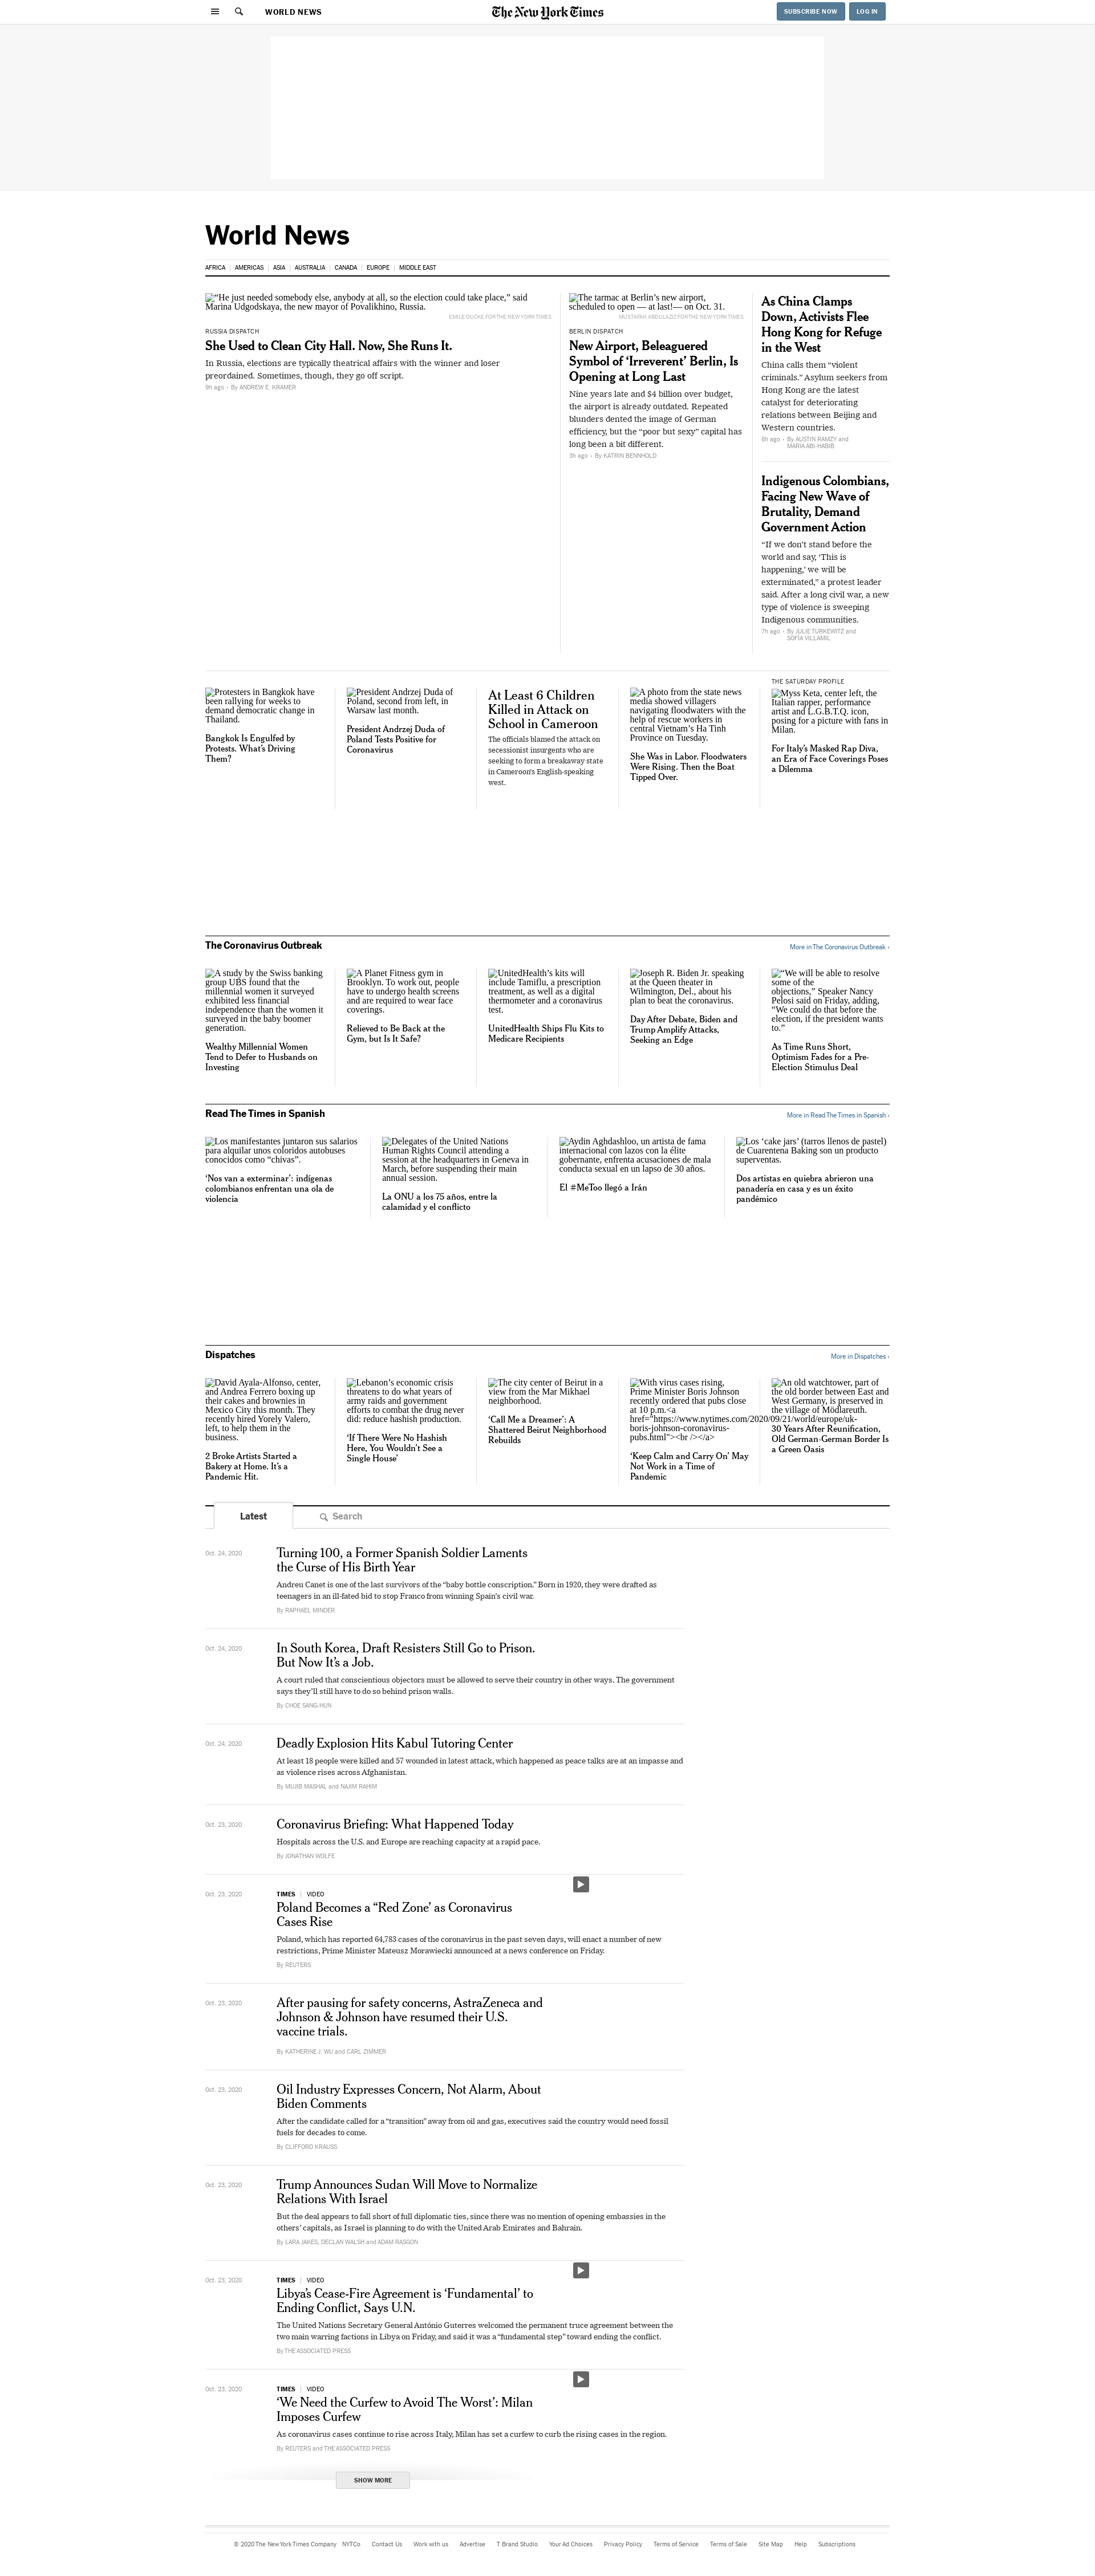 WORLD NEWS
The New York Times
SUBSCRIBE NOW
LOG IN
World News
AFRICA
AMERICAS
ASIA
AUSTRALIA
CANADA
EUROPE
MIDDLE EAST
“He just needed somebody else, anybody at all, so the election could take place,” said
Marina Udgodskaya, the new mayor of Povalikhino, Russia.
EMILE DUCKE FOR THE NEW YORK TIMES
RUSSIA DISPATCH
She Used to Clean City Hall. Now, She Runs It.
In Russia, elections are typically theatrical affairs with the winner and loser
preordained. Sometimes, though, they go off script.
9h ago
By ANDREW E. KRAMER
The tarmac at Berlin’s new airport,
scheduled to open — at last!— on Oct. 31.
MUSTAFAH ABDULAZIZ FOR THE NEW YORK TIMES
BERLIN DISPATCH
New Airport, Beleaguered
Symbol of ‘Irreverent’ Berlin, Is
Opening at Long Last
Nine years late and $4 billion over budget,
the airport is already outdated. Repeated
blunders dented the image of German
efficiency, but the “poor but sexy” capital has
long been a bit different.
3h ago
By KATRIN BENNHOLD
As China Clamps
Down, Activists Flee
Hong Kong for Refuge
in the West
China calls them “violent
criminals.” Asylum seekers from
Hong Kong are the latest
catalyst for deteriorating
relations between Beijing and
Western countries.
6h ago
By AUSTIN RAMZY and
MARIA ABI-HABIB
Indigenous Colombians,
Facing New Wave of
Brutality, Demand
Government Action
“If we don’t stand before the
world and say, ‘This is
happening,’ we will be
exterminated,” a protest leader
said. After a long civil war, a new
type of violence is sweeping
Indigenous communities.
7h ago
By JULIE TURKEWITZ and
SOFÍA VILLAMIL
Protesters in Bangkok have
been rallying for weeks to
demand democratic change in
Thailand.
Bangkok Is Engulfed by
Protests. What’s Driving
Them?
President Andrzej Duda of
Poland, second from left, in
Warsaw last month.
President Andrzej Duda of
Poland Tests Positive for
Coronavirus
At Least 6 Children
Killed in Attack on
School in Cameroon
The officials blamed the attack on
secessionist insurgents who are
seeking to form a breakaway state
in Cameroon’s English-speaking
west.
A photo from the state news
media showed villagers
navigating floodwaters with the
help of rescue workers in
central Vietnam’s Ha Tinh
Province on Tuesday.
She Was in Labor. Floodwaters
Were Rising. Then the Boat
Tipped Over.
THE SATURDAY PROFILE
Myss Keta, center left, the
Italian rapper, performance
artist and L.G.B.T.Q. icon,
posing for a picture with fans in
Milan.
For Italy’s Masked Rap Diva,
an Era of Face Coverings Poses
a Dilemma
The Coronavirus Outbreak
More in The Coronavirus Outbreak ›
A study by the Swiss banking
group UBS found that the
millennial women it surveyed
exhibited less financial
independence than the women it
surveyed in the baby boomer
generation.
Wealthy Millennial Women
Tend to Defer to Husbands on
Investing
A Planet Fitness gym in
Brooklyn. To work out, people
have to undergo health screens
and are required to wear face
coverings.
Relieved to Be Back at the
Gym, but Is It Safe?
UnitedHealth’s kits will
include Tamiflu, a prescription
treatment, as well as a digital
thermometer and a coronavirus
test.
UnitedHealth Ships Flu Kits to
Medicare Recipients
Joseph R. Biden Jr. speaking
at the Queen theater in
Wilmington, Del., about his
plan to beat the coronavirus.
Day After Debate, Biden and
Trump Amplify Attacks,
Seeking an Edge
“We will be able to resolve
some of the
objections,” Speaker Nancy
Pelosi said on Friday, adding,
“We could do that before the
election, if the president wants
to.”
As Time Runs Short,
Optimism Fades for a Pre-
Election Stimulus Deal
Read The Times in Spanish
More in Read The Times in Spanish ›
Los manifestantes juntaron sus salarios
para alquilar unos coloridos autobuses
conocidos como “chivas”.
‘Nos van a exterminar’: indígenas
colombianos enfrentan una ola de
violencia
Delegates of the United Nations
Human Rights Council attending a
session at the headquarters in Geneva in
March, before suspending their main
annual session.
La ONU a los 75 años, entre la
calamidad y el conflicto
Aydin Aghdashloo, un artista de fama
internacional con lazos con la élite
gobernante, enfrenta acusaciones de mala
conducta sexual en un lapso de 30 años.
El #MeToo llegó a Irán
Los ‘cake jars’ (tarros llenos de pastel)
de Cuarentena Baking son un producto
superventas.
Dos artistas en quiebra abrieron una
panadería en casa y es un éxito
pandémico
Dispatches
More in Dispatches ›
David Ayala-Alfonso, center,
and Andrea Ferrero boxing up
their cakes and brownies in
Mexico City this month. They
recently hired Yorely Valero,
left, to help them in the
business.
2 Broke Artists Started a
Bakery at Home. It’s a
Pandemic Hit.
Lebanon’s economic crisis
threatens to do what years of
army raids and government
efforts to combat the drug never
did: reduce hashish production.
‘If There Were No Hashish
Here, You Wouldn’t See a
Single House’
The city center of Beirut in a
view from the Mar Mikhael
neighborhood.
‘Call Me a Dreamer’: A
Shattered Beirut Neighborhood
Rebuilds
With virus cases rising,
Prime Minister Boris Johnson
recently ordered that pubs close
at 10 p.m.<a
href="https://www.nytimes.com/2020/09/21/world/europe/uk-
boris-johnson-coronavirus-
pubs.html"><br /></a>
‘Keep Calm and Carry On’ May
Not Work in a Time of
Pandemic
An old watchtower, part of
the old border between East and
West Germany, is preserved in
the village of Mödlareuth.
30 Years After Reunification,
Old German-German Border Is
a Green Oasis
Latest
Search
Oct. 24, 2020
Turning 100, a Former Spanish Soldier Laments
the Curse of His Birth Year
Andreu Canet is one of the last survivors of the “baby bottle conscription.” Born in 1920, they were drafted as
teenagers in an ill-fated bid to stop Franco from winning Spain’s civil war.
By RAPHAEL MINDER
Oct. 24, 2020
In South Korea, Draft Resisters Still Go to Prison.
But Now It’s a Job.
A court ruled that conscientious objectors must be allowed to serve their country in other ways. The government
says they’ll still have to do so behind prison walls.
By CHOE SANG-HUN
Oct. 24, 2020
Deadly Explosion Hits Kabul Tutoring Center
At least 18 people were killed and 57 wounded in latest attack, which happened as peace talks are at an impasse and
as violence rises across Afghanistan.
By MUJIB MASHAL and NAJIM RAHIM
Oct. 23, 2020
Coronavirus Briefing: What Happened Today
Hospitals across the U.S. and Europe are reaching capacity at a rapid pace.
By JONATHAN WOLFE
Oct. 23, 2020
TIMES | VIDEO
Poland Becomes a “Red Zone’ as Coronavirus
Cases Rise
Poland, which has reported 64,783 cases of the coronavirus in the past seven days, will enact a number of new
restrictions, Prime Minister Mateusz Morawiecki announced at a news conference on Friday.
By REUTERS
Oct. 23, 2020
After pausing for safety concerns, AstraZeneca and
Johnson & Johnson have resumed their U.S.
vaccine trials.
By KATHERINE J. WU and CARL ZIMMER
Oct. 23, 2020
Oil Industry Expresses Concern, Not Alarm, About
Biden Comments
After the candidate called for a “transition” away from oil and gas, executives said the country would need fossil
fuels for decades to come.
By CLIFFORD KRAUSS
Oct. 23, 2020
Trump Announces Sudan Will Move to Normalize
Relations With Israel
But the deal appears to fall short of full diplomatic ties, since there was no mention of opening embassies in the
others’ capitals, as Israel is planning to do with the United Arab Emirates and Bahrain.
By LARA JAKES, DECLAN WALSH and ADAM RASGON
Oct. 23, 2020
TIMES | VIDEO
Libya’s Cease-Fire Agreement is ‘Fundamental’ to
Ending Conflict, Says U.N.
The United Nations Secretary General António Guterres welcomed the permanent truce agreement between the
two main warring factions in Libya on Friday, and said it was a “fundamental step” toward ending the conflict.
By THE ASSOCIATED PRESS
Oct. 23, 2020
TIMES | VIDEO
‘We Need the Curfew to Avoid The Worst’: Milan
Imposes Curfew
As coronavirus cases continue to rise across Italy, Milan has set a curfew to curb the rising cases in the region.
By REUTERS and THE ASSOCIATED PRESS
SHOW MORE
© 2020 The New York Times Company
NYTCo
Contact Us
Work with us
Advertise
T Brand Studio
Your Ad Choices
Privacy Policy
Terms of Service
Terms of Sale
Site Map
Help
Subscriptions